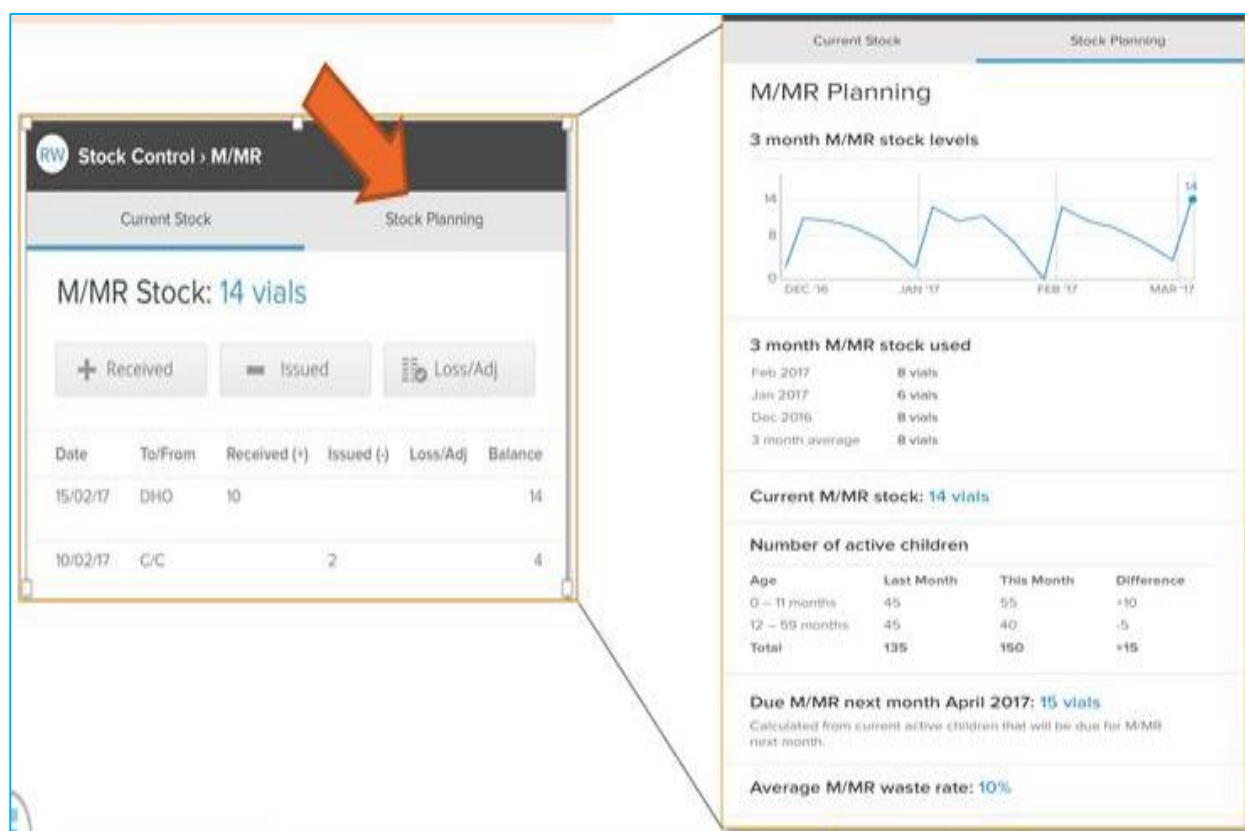 RW Stock Control › M/MR
Current Stock Stock Planning
M/MR Stock: 14 vials
+ Received - Issued Loss/Adj
Date To/From Received (+) Issued (-) Loss/Adj Balance
15/02/17 DHO 10 14
10/02/17 C/C 2 4
Current Stock Stock Planning
M/MR Planning
3 month M/MR stock levels
14
14
8
0
DEC '16 JAN '17 FEB '17 MAR '17
3 month M/MR stock used
Feb 2017 8 vials
Jan 2017 6 vials
Dec 2016 8 vials
3 month average 8 vials
Current M/MR stock: 14 vials
Number of active children
Age Last Month This Month Difference
0 – 11 months 45 55 +10
12 – 59 months 45 40 -5
Total 135 150 +15
Due M/MR next month April 2017: 15 vials
Calculated from current active children that will be due for M/MR
next month.
Average M/MR waste rate: 10%